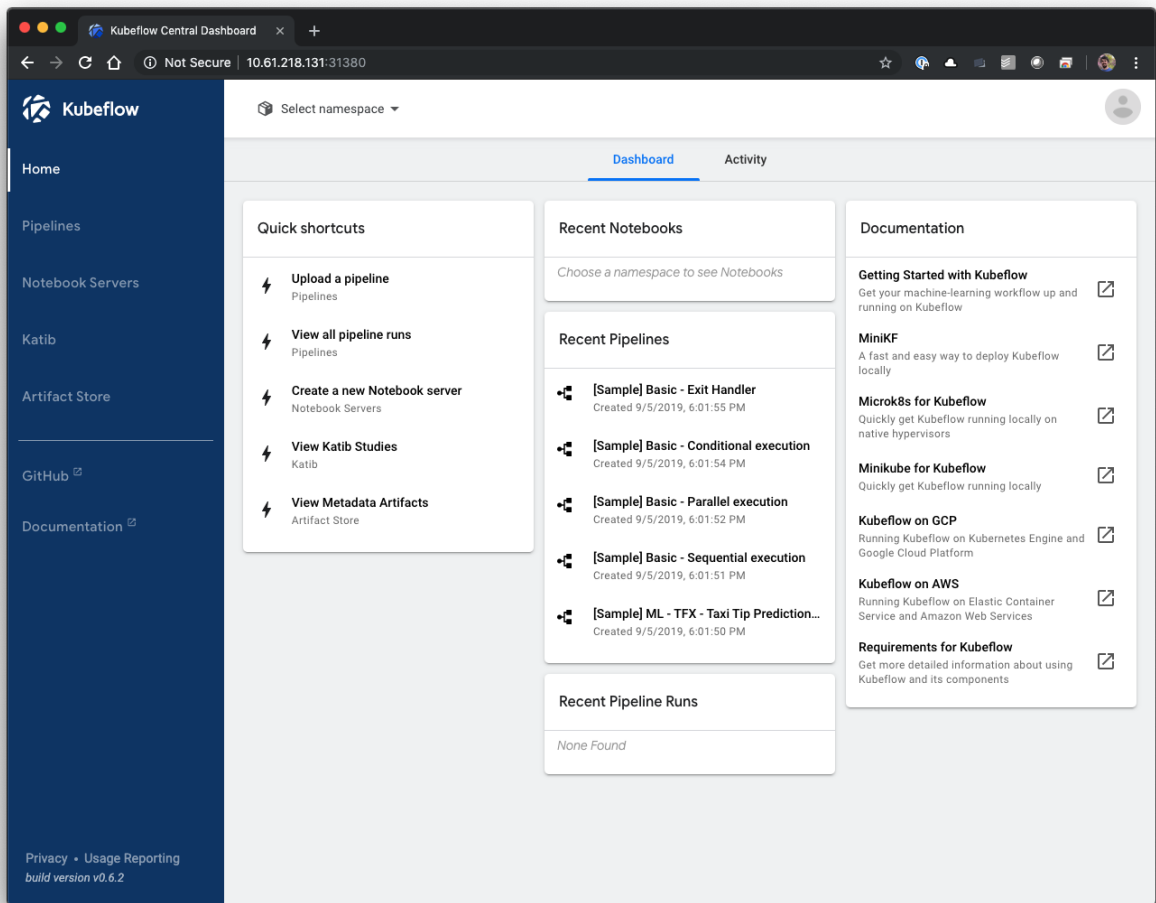 Kubeflow Central Dashboard
Not Secure | 10.61.218.131:31380
Kubeflow
Select namespace
Home
Pipelines
Notebook Servers
Katib
Artifact Store
GitHub
Documentation
Privacy • Usage Reporting
build version v0.6.2
Dashboard
Activity
Quick shortcuts
Upload a pipeline
Pipelines
View all pipeline runs
Pipelines
Create a new Notebook server
Notebook Servers
View Katib Studies
Katib
View Metadata Artifacts
Artifact Store
Recent Notebooks
Choose a namespace to see Notebooks
Recent Pipelines
[Sample] Basic - Exit Handler
Created 9/5/2019, 6:01:55 PM
[Sample] Basic - Conditional execution
Created 9/5/2019, 6:01:54 PM
[Sample] Basic - Parallel execution
Created 9/5/2019, 6:01:52 PM
[Sample] Basic - Sequential execution
Created 9/5/2019, 6:01:51 PM
[Sample] ML - TFX - Taxi Tip Prediction...
Created 9/5/2019, 6:01:50 PM
Recent Pipeline Runs
None Found
Documentation
Getting Started with Kubeflow
Get your machine-learning workflow up and
running on Kubeflow
MiniKF
A fast and easy way to deploy Kubeflow
locally
Microk8s for Kubeflow
Quickly get Kubeflow running locally on
native hypervisors
Minikube for Kubeflow
Quickly get Kubeflow running locally
Kubeflow on GCP
Running Kubeflow on Kubernetes Engine and
Google Cloud Platform
Kubeflow on AWS
Running Kubeflow on Elastic Container
Service and Amazon Web Services
Requirements for Kubeflow
Get more detailed information about using
Kubeflow and its components